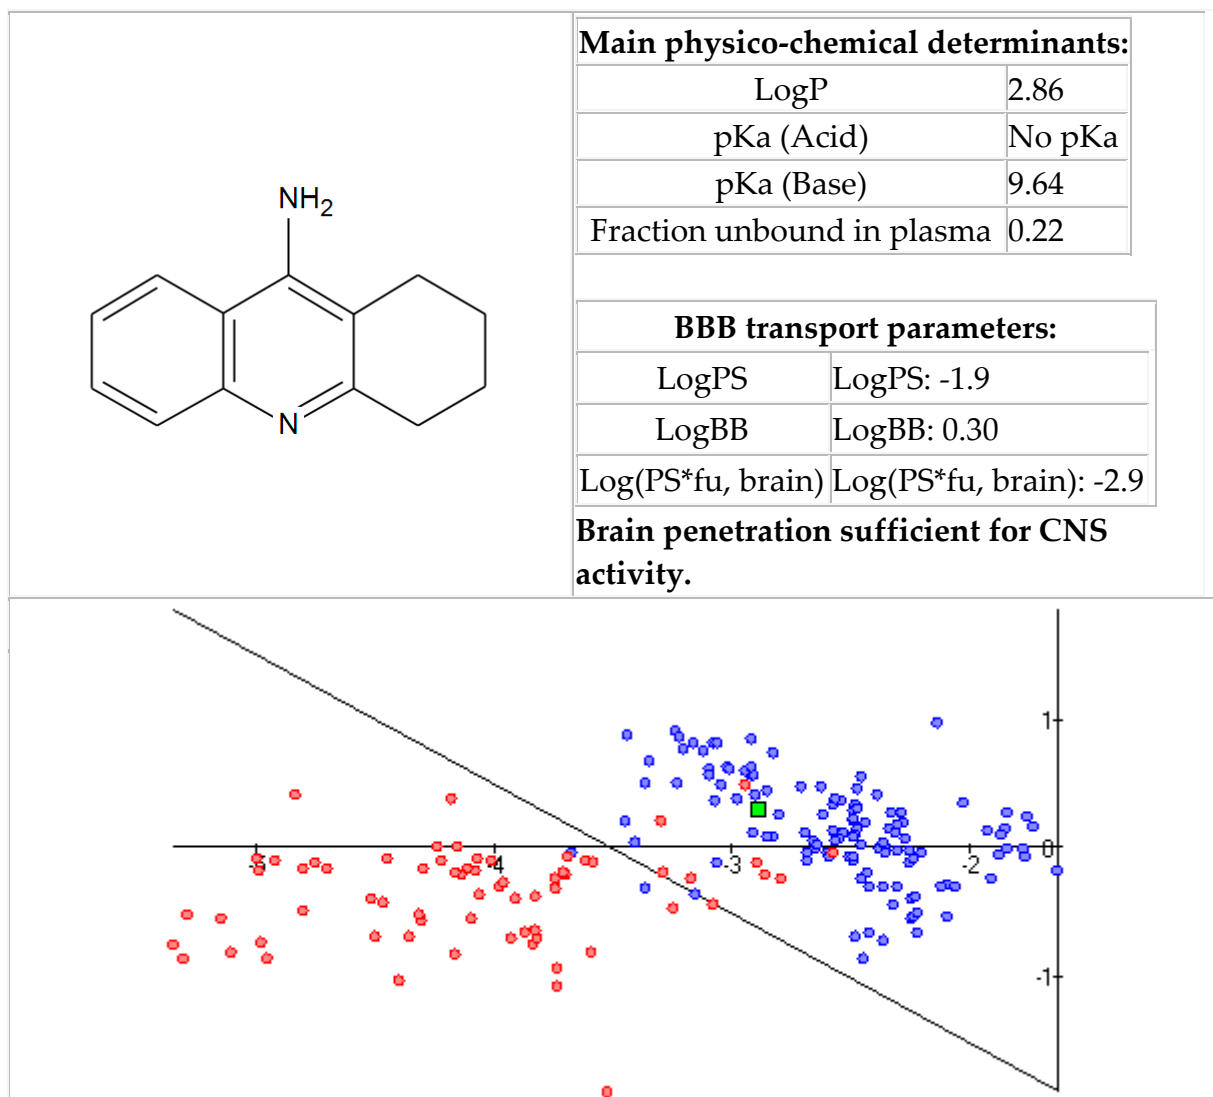 NH2
N
Main physico-chemical determinants:
LogP 2.86
pKa (Acid) No pKa
pKa (Base) 9.64
Fraction unbound in plasma 0.22
BBB transport parameters:
LogPS LogPS: -1.9
LogBB LogBB: 0.30
Log(PS*fu, brain) Log(PS*fu, brain): -2.9
Brain penetration sufficient for CNS
activity.
1
-4 -3 -2 0
-1